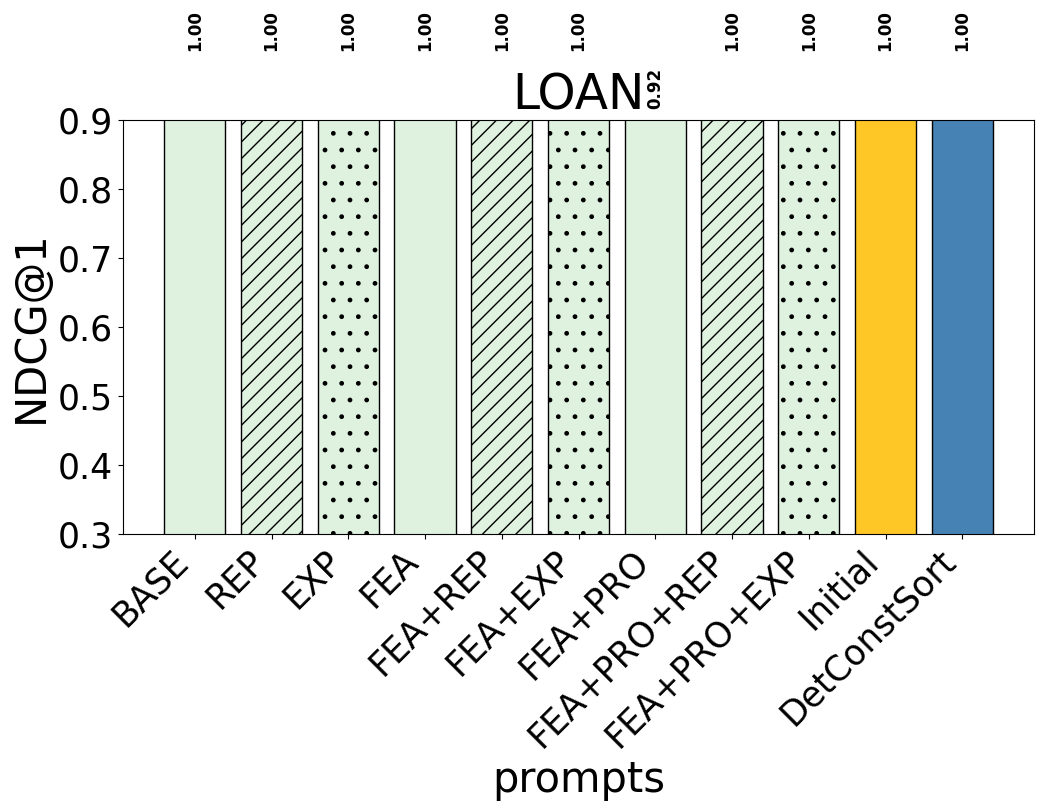 1.00 1.00 1.00 1.00 1.00 1.00 1.00 1.00 1.00 1.00
LOAN 0.92
NDCG@1
0.9
0.8
0.7
0.6
0.5
0.4
0.3
BASE
REP
EXP
FEA
FEA+REP
FEA+EXP
FEA+PRO
FEA+PRO+REP
FEA+PRO+EXP
Initial
DetConstSort
prompts